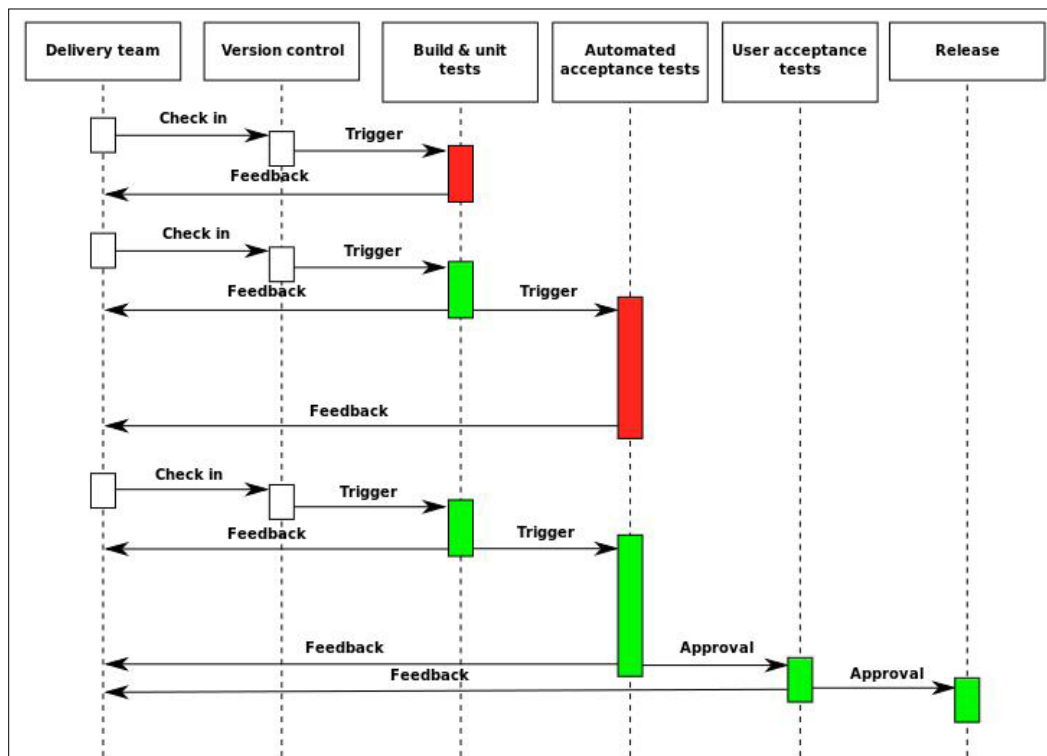 Delivery team
Version control
Build & unit
tests
Automated
acceptance tests
User acceptance
tests
Release
Check in
Trigger
Feedback
Check in
Trigger
Feedback
Trigger
Feedback
Check in
Trigger
Feedback
Trigger
Feedback
Approval
Feedback
Approval